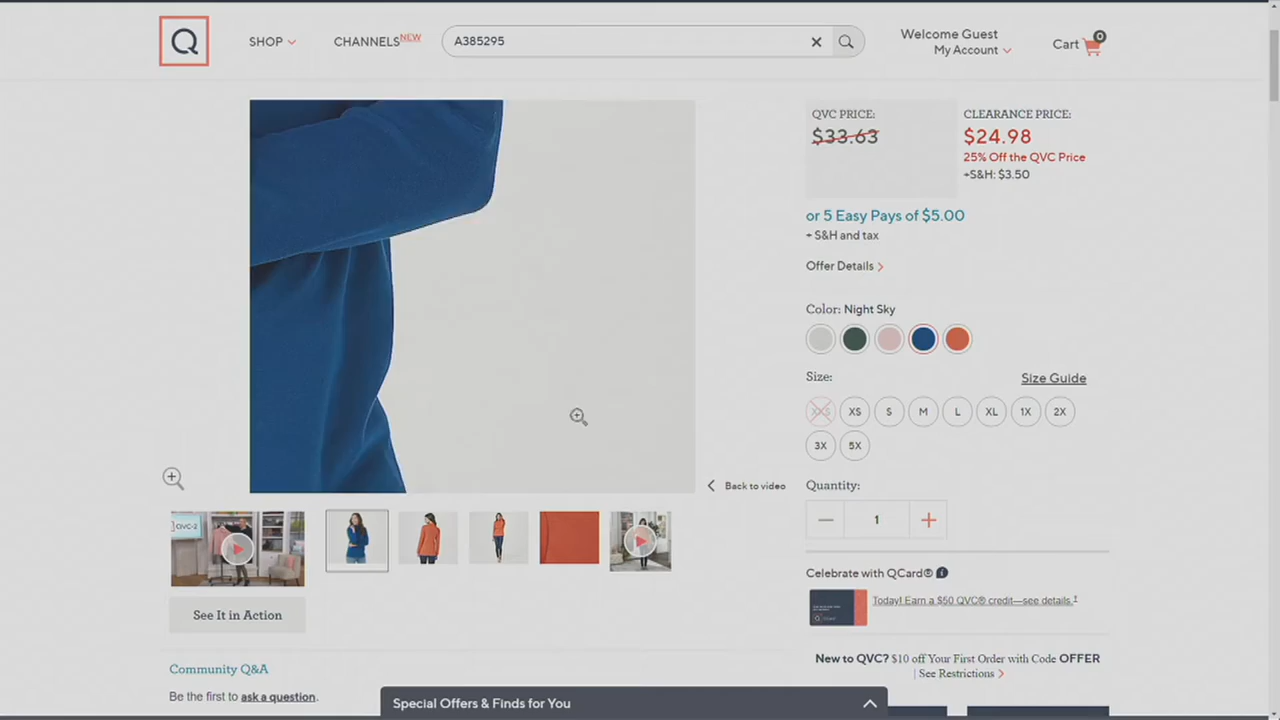 Q
SHOP
CHANNELS NEW
A385295
Welcome Guest
My Account
Cart
0
QVC PRICE:
$33.63
CLEARANCE PRICE:
$24.98
25% Off the QVC Price
+S&H: $3.50
or 5 Easy Pays of $5.00
+ S&H and tax
Offer Details
Color: Night Sky
Size:
Size Guide
XXS XS S M L XL 1X 2X
3X 5X
Back to video
Quantity:
1
QVC-2
See It in Action
Celebrate with QCard®
Today! Earn a $50 QVC® credit—see details.‡
New to QVC? $10 off Your First Order with Code OFFER
| See Restrictions
Community Q&A
Be the first to ask a question.
Special Offers & Finds for You